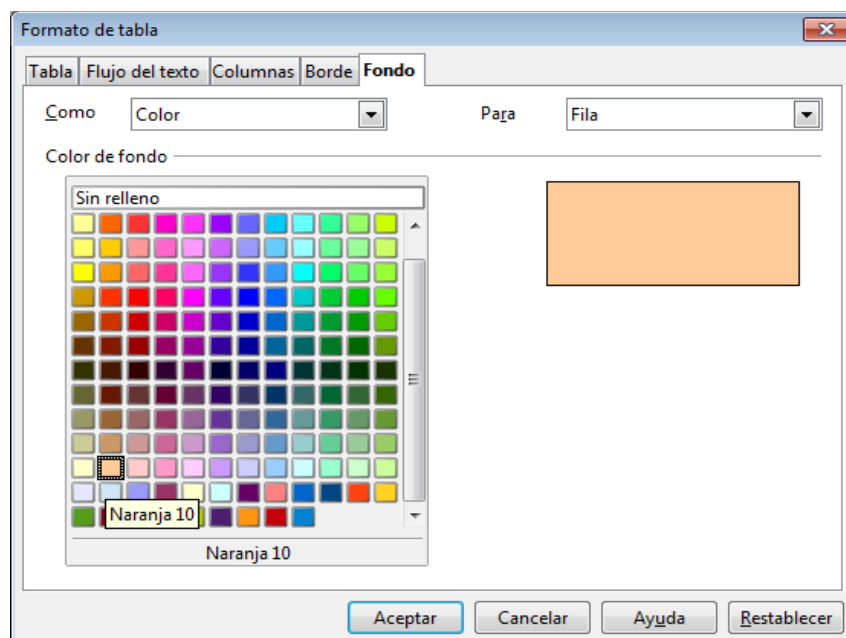 Formato de tabla
Tabla Flujo del texto Columnas Borde Fondo
Como Color Para Fila
Color de fondo
Sin relleno
Naranja 10
Naranja 10
Aceptar Cancelar Ayuda Restablecer